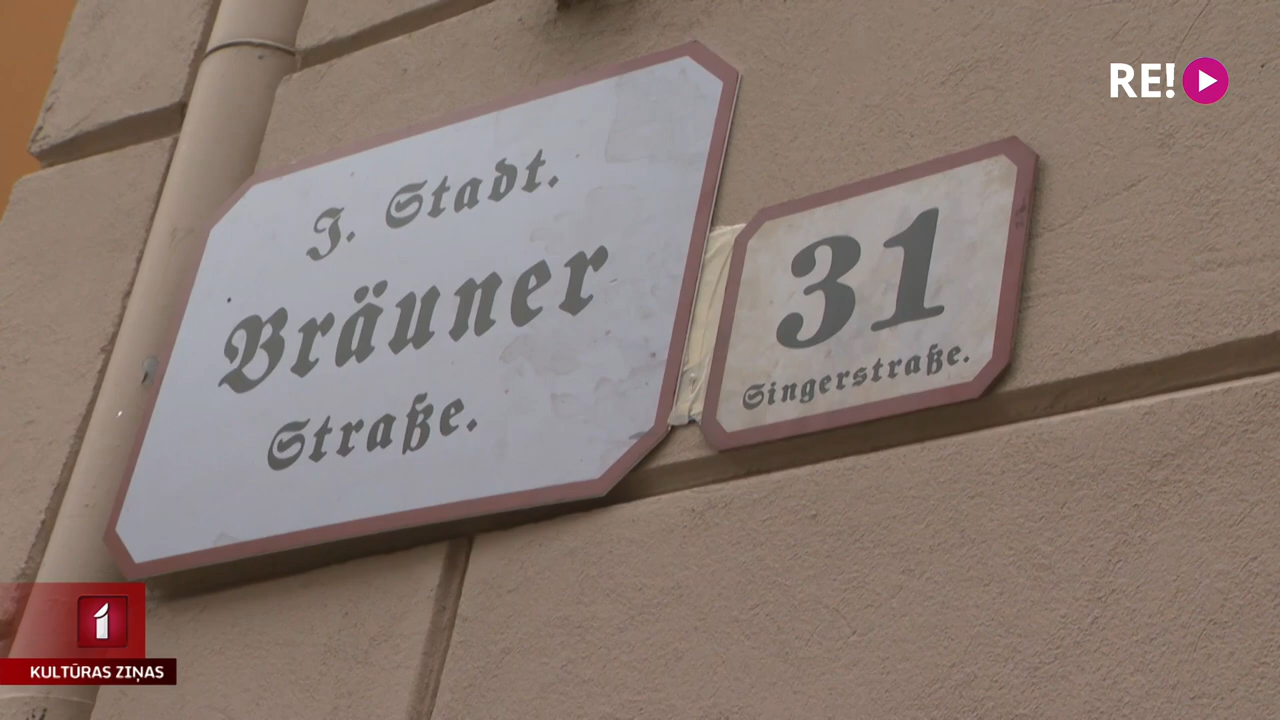 RE!
J. Stadt.
Bräuner
Straße.
31
Singerstraße.
1
KULTŪRAS ZIŅAS